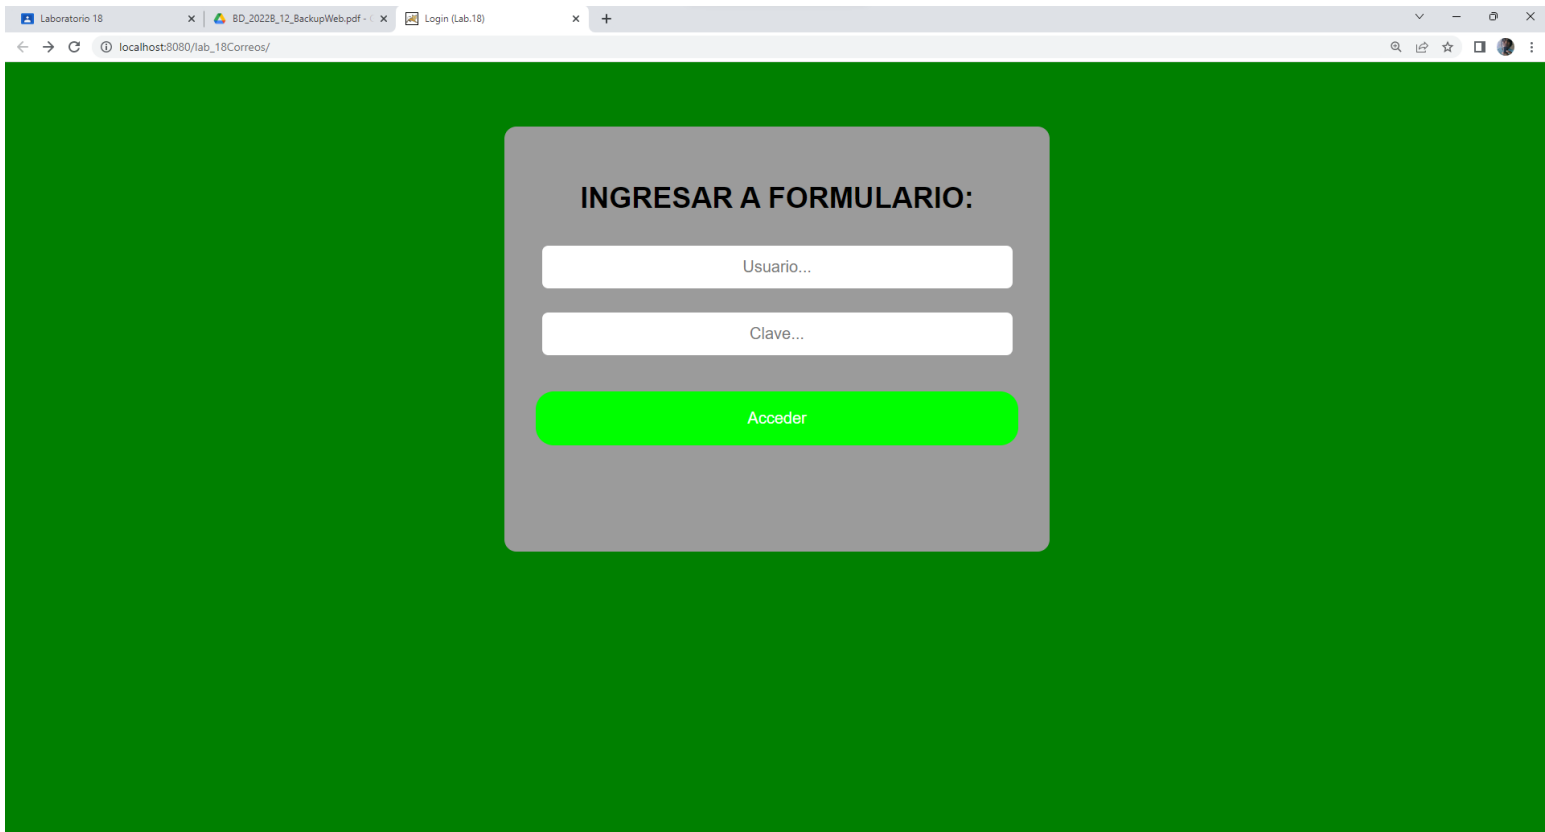 Laboratorio 18
BD_2022B_12_BackupWeb.pdf -
Login (Lab.18)
localhost:8080/lab_18Correos/
INGRESAR A FORMULARIO:
Usuario...
Clave...
Acceder